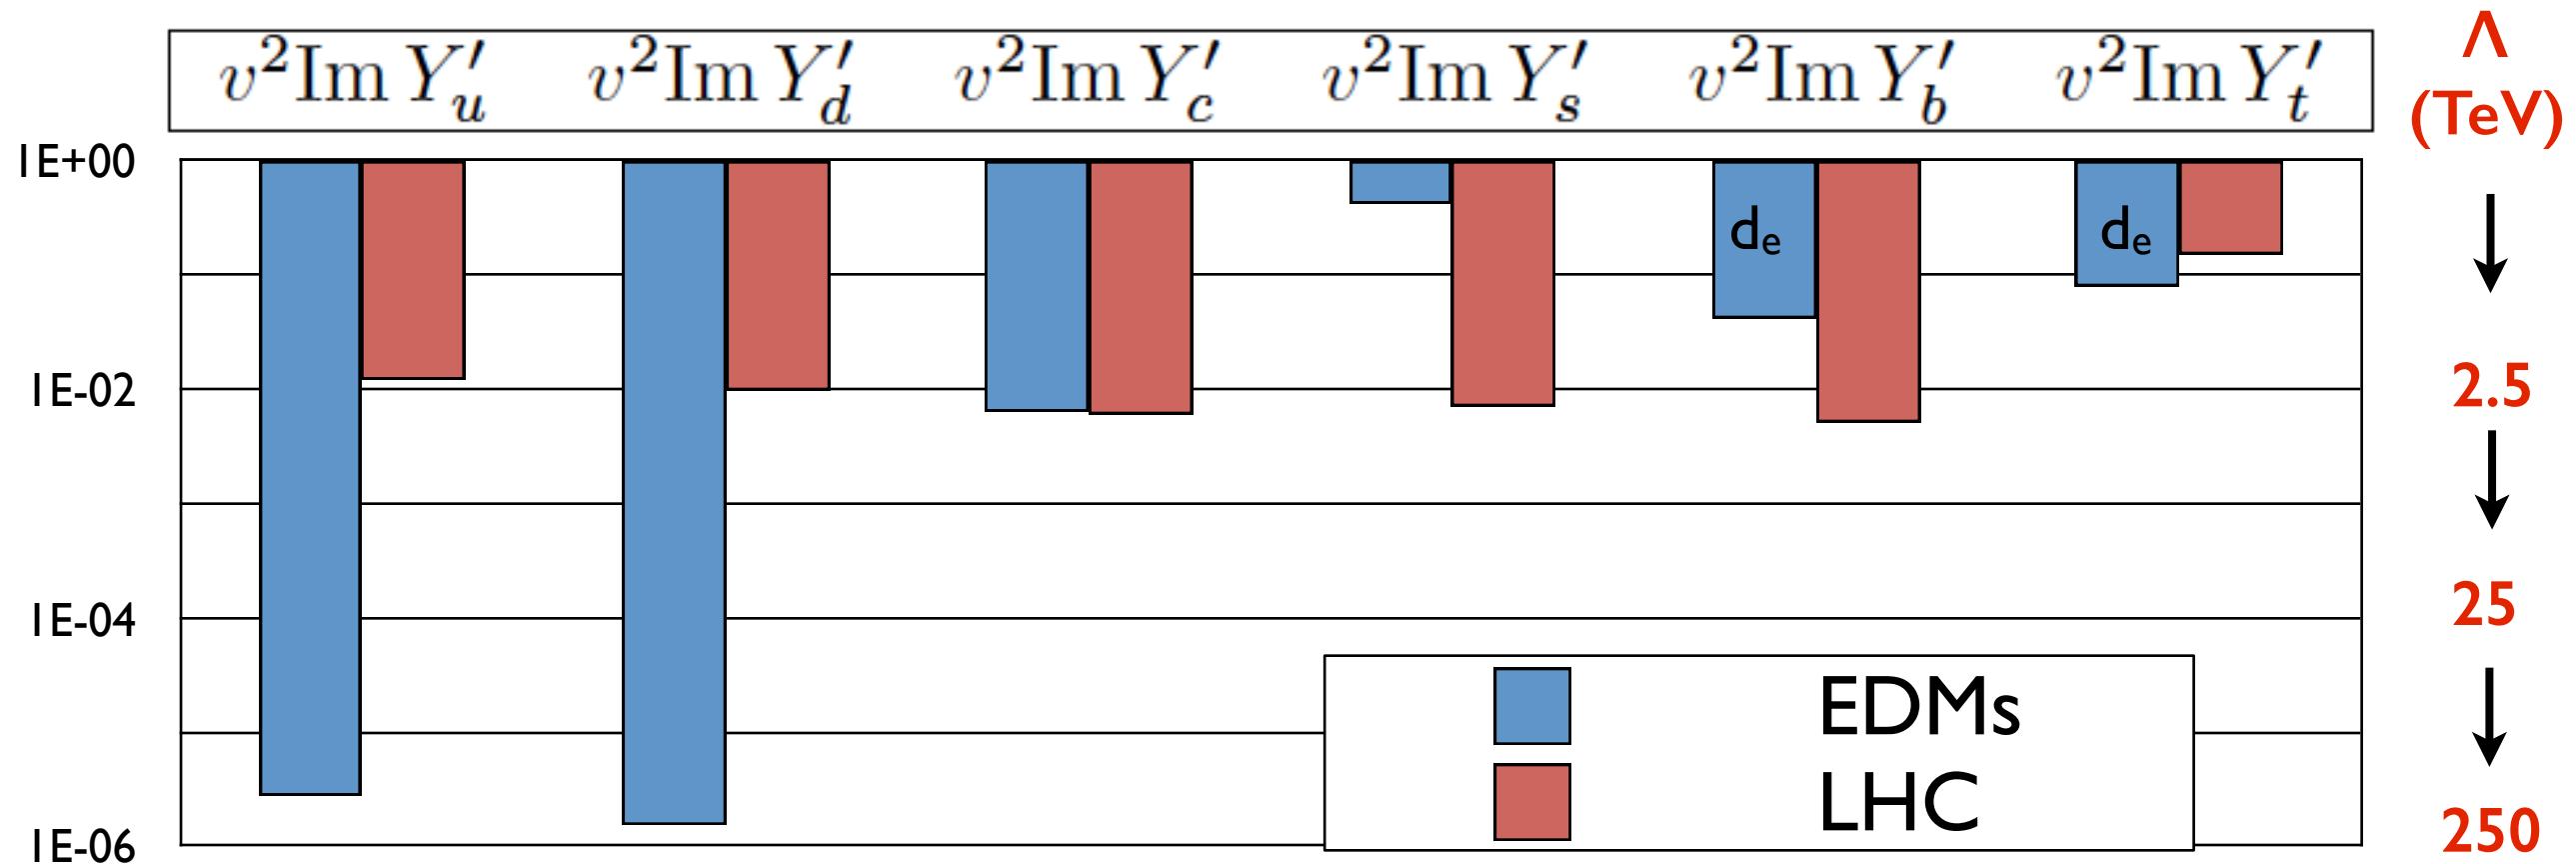 v²Im Y′u v²Im Y′d v²Im Y′c v²Im Y′s v²Im Y′b v²Im Y′t
Λ
(TeV)
1E+00
de de
1E-02 2.5
1E-04 25
EDMs
LHC
1E-06 250